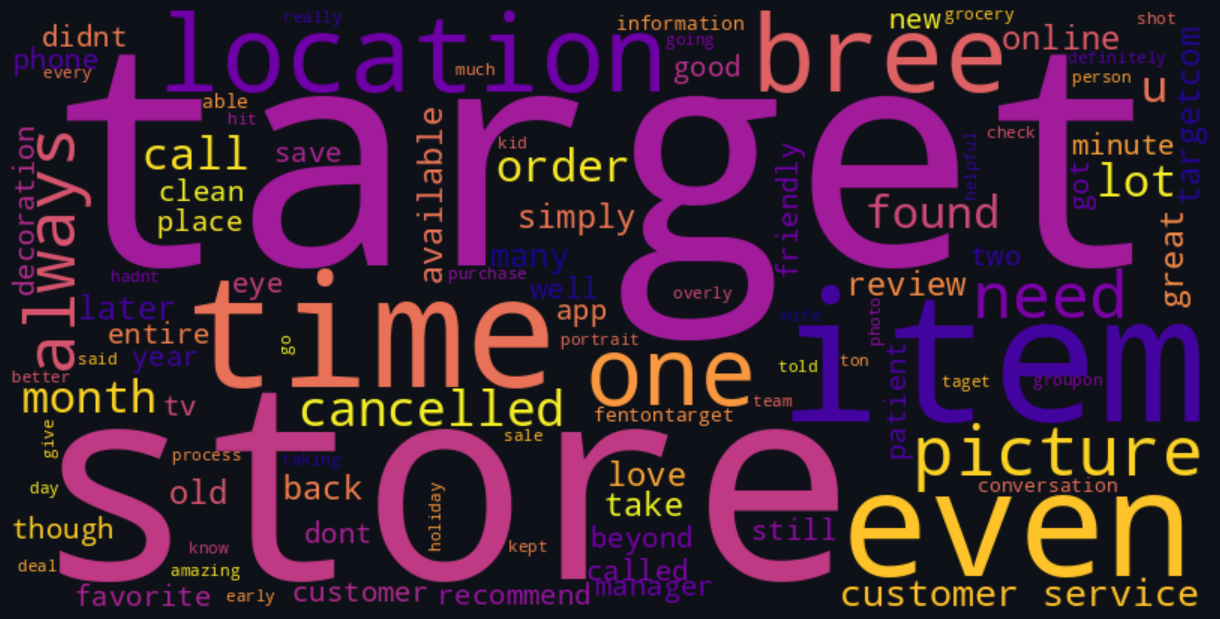 really
information
new
grocery
shot
didnt
location
going
bree
online
phone
every
much
good
definitely
targetcom
person
u
able
hit
target
kid
check
minute
call
save
available
order
helpful
got
lot
decoration
always
clean
place
simply
friendly
found
great
hadnt
many
purchase
well
two
eye
overly
review
need
later
time
app
wife
photo
item
entire
go
portrait
said
year
one
told
ton
patient
better
taget
groupon
month
tv
cancelled
team
fentontarget
give
sale
picture
process
taking
store
love
conversation
day
old
back
holiday
take
even
though
dont
beyond
still
know
kept
deal
amazing
called
manager
favorite
early
customer
recommend
customer service